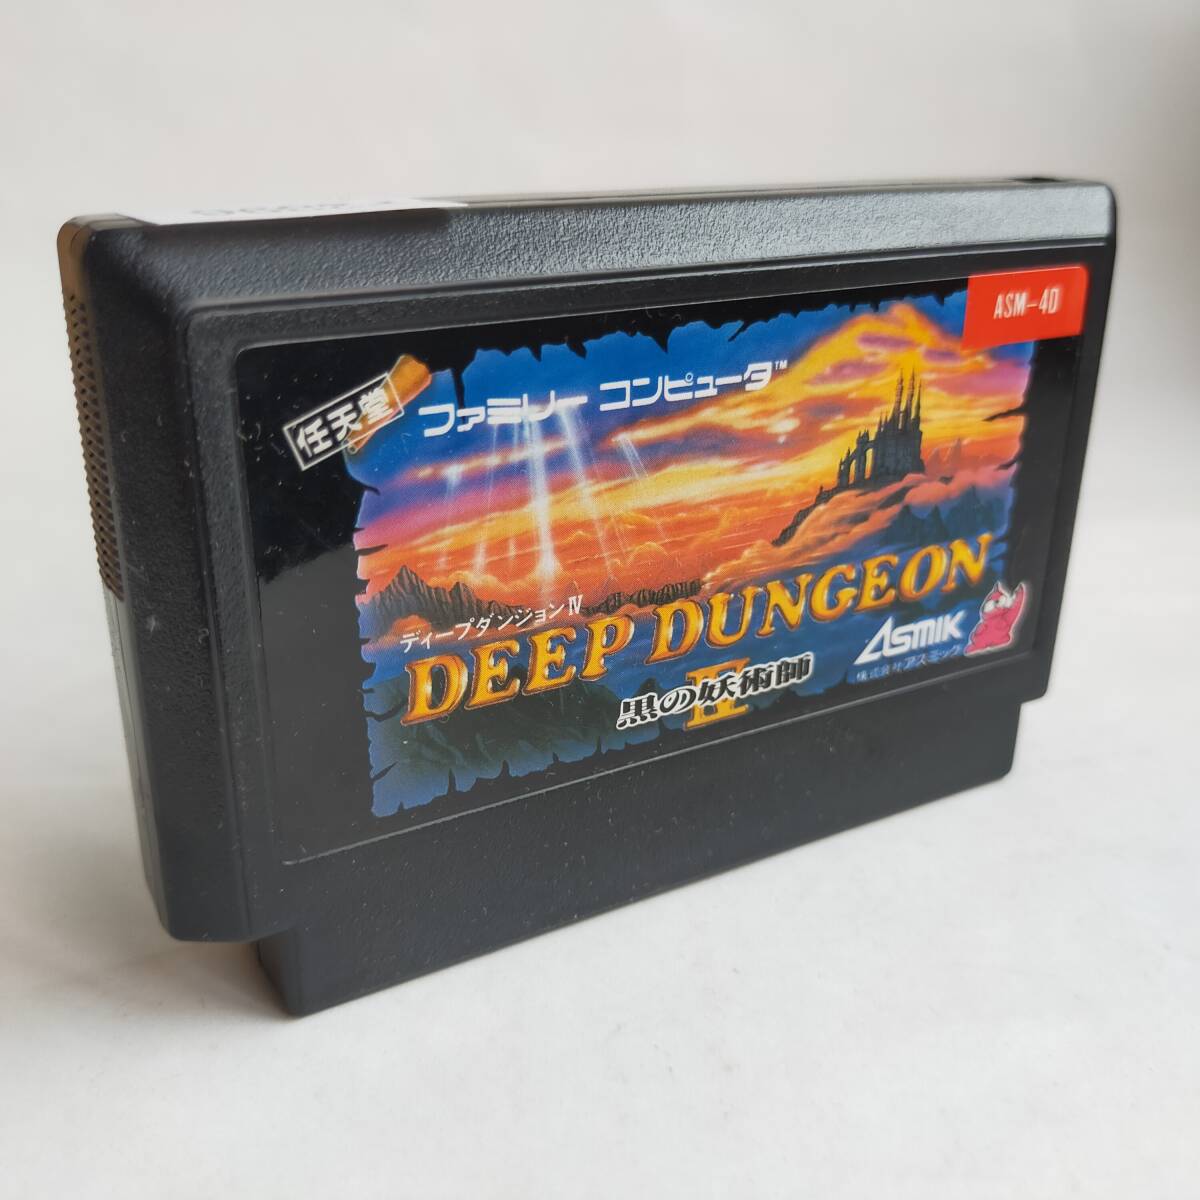 ASM-4D
任天堂
ファミリー コンピュータ™
ディープダンジョンⅣ
DEEP DUNGEON
Ⅳ
黒の妖術師
ASMIK
株式会社アスミック